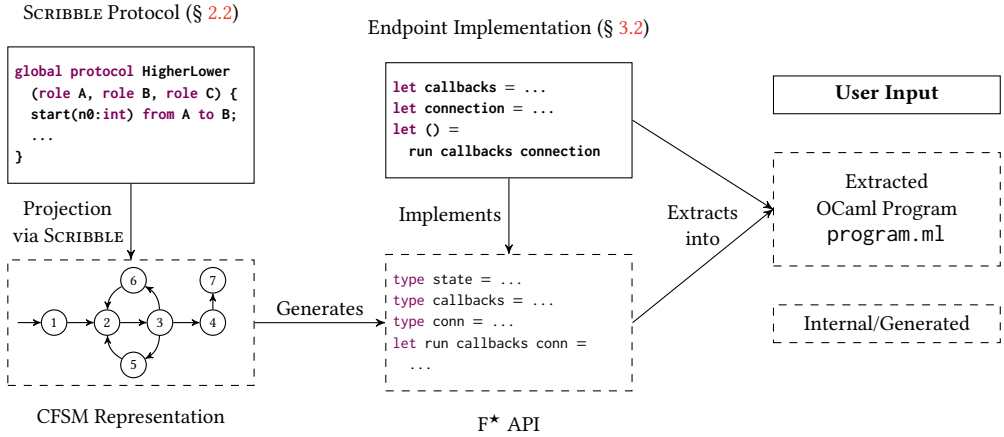 SCRIBBLE Protocol (§ 2.2)
global protocol HigherLower
(role A, role B, role C) {
start(n0:int) from A to B;
...
}
Projection
via SCRIBBLE
1
2
3
4
5
6
7
CFSM Representation
Generates
Endpoint Implementation (§ 3.2)
let callbacks = ...
let connection = ...
let () =
run callbacks connection
Implements
type state = ...
type callbacks = ...
type conn = ...
let run callbacks conn =
...
F★ API
Extracts
into
User Input
Extracted
OCaml Program
program.ml
Internal/Generated